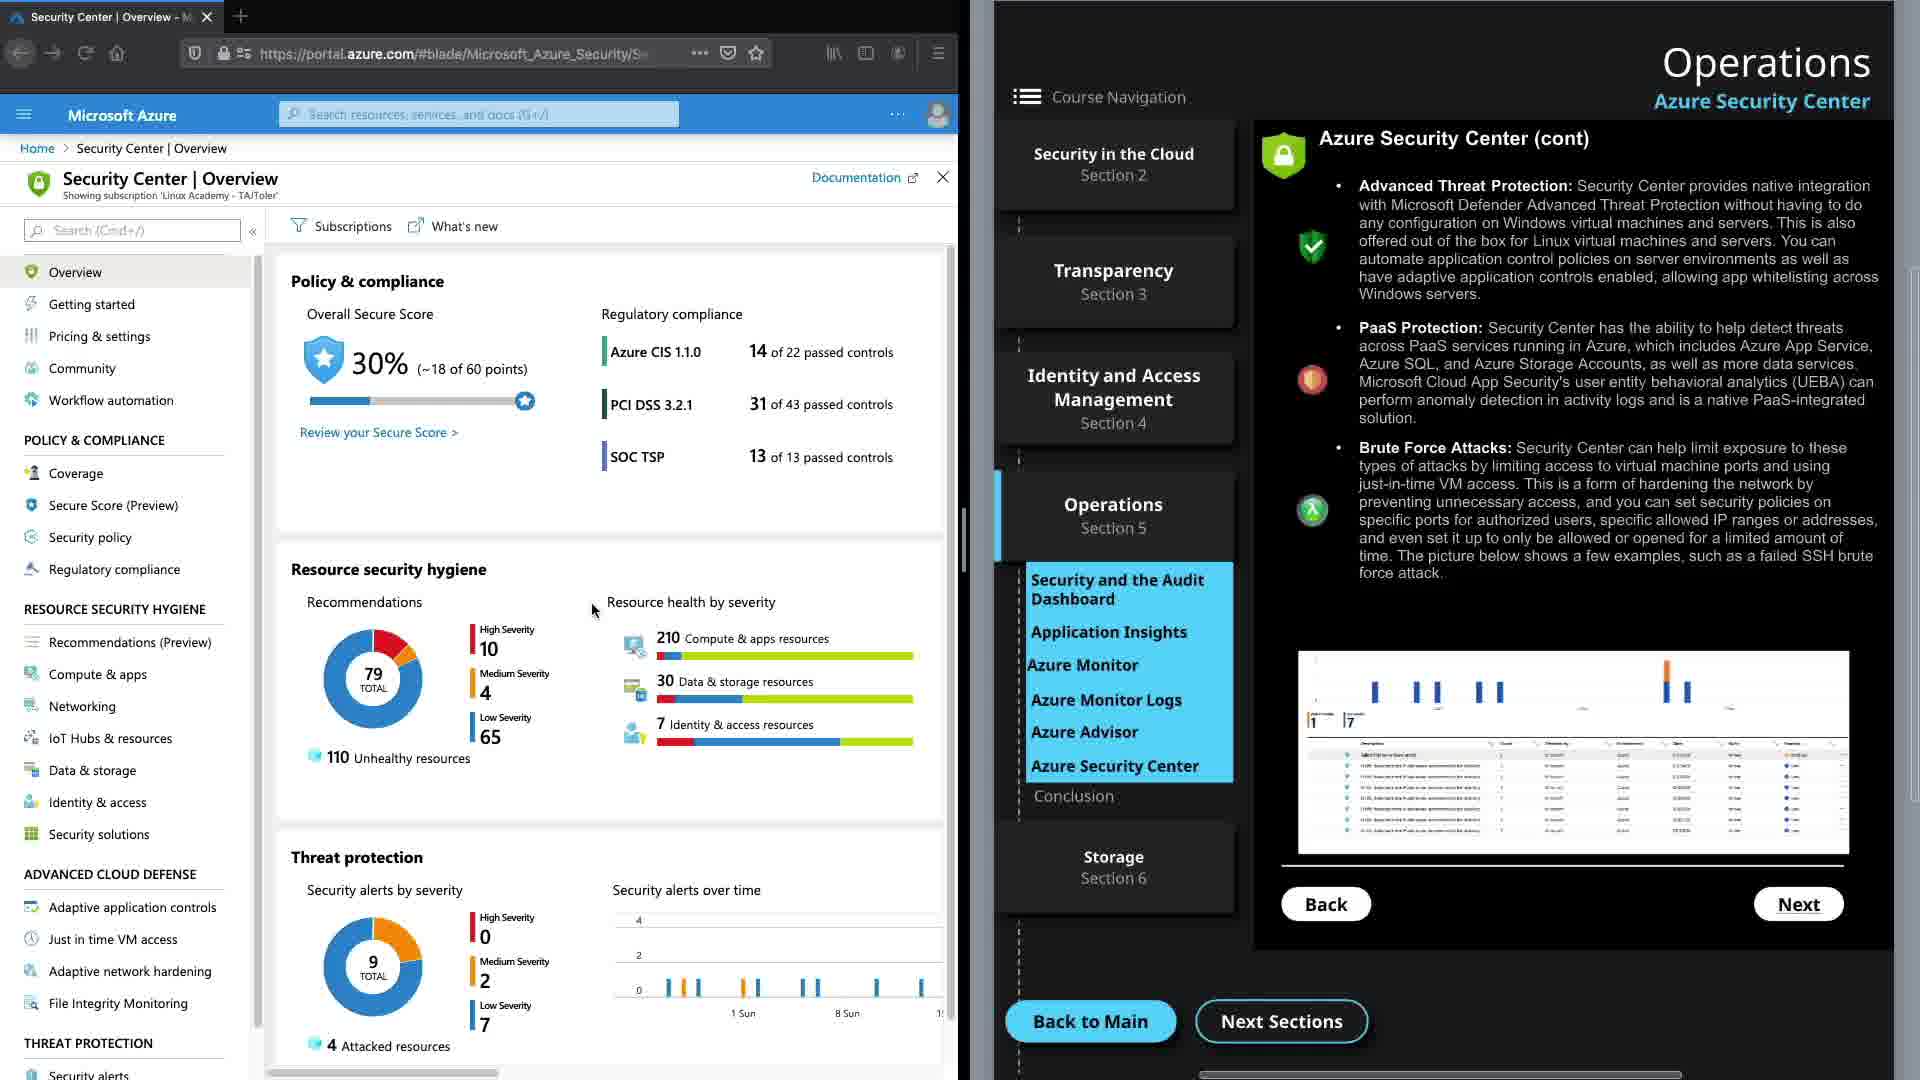 Security Center | Overview - M
https://portal.azure.com/#blade/Microsoft_Azure_Security/Se
Microsoft Azure
Search resources, services, and docs (G+/)
Home > Security Center | Overview
Security Center | Overview
Showing subscription 'Linux Academy - TA/Toler'
Documentation
Search (Cmd+/)
Subscriptions
What's new
Overview
Getting started
Pricing & settings
Community
Workflow automation
POLICY & COMPLIANCE
Coverage
Secure Score (Preview)
Security policy
Regulatory compliance
RESOURCE SECURITY HYGIENE
Recommendations (Preview)
Compute & apps
Networking
IoT Hubs & resources
Data & storage
Identity & access
Security solutions
ADVANCED CLOUD DEFENSE
Adaptive application controls
Just in time VM access
Adaptive network hardening
File Integrity Monitoring
THREAT PROTECTION
Security alerts
Policy & compliance
Overall Secure Score
30% (~18 of 60 points)
Review your Secure Score >
Regulatory compliance
Azure CIS 1.1.0 14 of 22 passed controls
PCI DSS 3.2.1 31 of 43 passed controls
SOC TSP 13 of 13 passed controls
Resource security hygiene
Recommendations
79
TOTAL
High Severity
10
Medium Severity
4
Low Severity
65
110 Unhealthy resources
Resource health by severity
210 Compute & apps resources
30 Data & storage resources
7 Identity & access resources
Threat protection
Security alerts by severity
9
TOTAL
High Severity
0
Medium Severity
2
Low Severity
7
4 Attacked resources
Security alerts over time
4
2
0
1 Sun
8 Sun
Operations
Azure Security Center
Course Navigation
Security in the Cloud
Section 2
Transparency
Section 3
Identity and Access
Management
Section 4
Operations
Section 5
Security and the Audit
Dashboard
Application Insights
Azure Monitor
Azure Monitor Logs
Azure Advisor
Azure Security Center
Conclusion
Storage
Section 6
Back to Main
Next Sections
Azure Security Center (cont)
• Advanced Threat Protection: Security Center provides native integration
with Microsoft Defender Advanced Threat Protection without having to do
any configuration on Windows virtual machines and servers. This is also
offered out of the box for Linux virtual machines and servers. You can
automate application control policies on server environments as well as
have adaptive application controls enabled, allowing app whitelisting across
Windows servers.
• PaaS Protection: Security Center has the ability to help detect threats
across PaaS services running in Azure, which includes Azure App Service,
Azure SQL, and Azure Storage Accounts, as well as more data services.
Microsoft Cloud App Security's user entity behavioral analytics (UEBA) can
perform anomaly detection in activity logs and is a native PaaS-integrated
solution.
• Brute Force Attacks: Security Center can help limit exposure to these
types of attacks by limiting access to virtual machine ports and using
just-in-time VM access. This is a form of hardening the network by
preventing unnecessary access, and you can set security policies on
specific ports for authorized users, specific allowed IP ranges or addresses,
and even set it up to only be allowed or opened for a limited amount of
time. The picture below shows a few examples, such as a failed SSH brute
force attack.
1
7
Back
Next